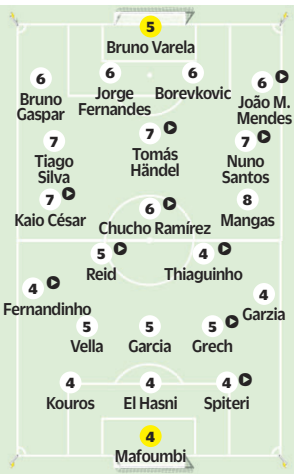 5
Bruno Varela
6 6 6 6
Bruno Gaspar
Jorge Fernandes
Borevkovic
João M. Mendes
7 7 7
Tiago Silva
Tomás Händel
Nuno Santos
7 6 8
Kaio César
Chucho Ramírez
Mangas
5 4
Reid
Thiaguinho
4 4
Fernandinho
Garzia
5 5 5
Vella
Garcia
Grech
4 4 4
Kouros
El Hasni
Spiteri
4
Mafoumbi